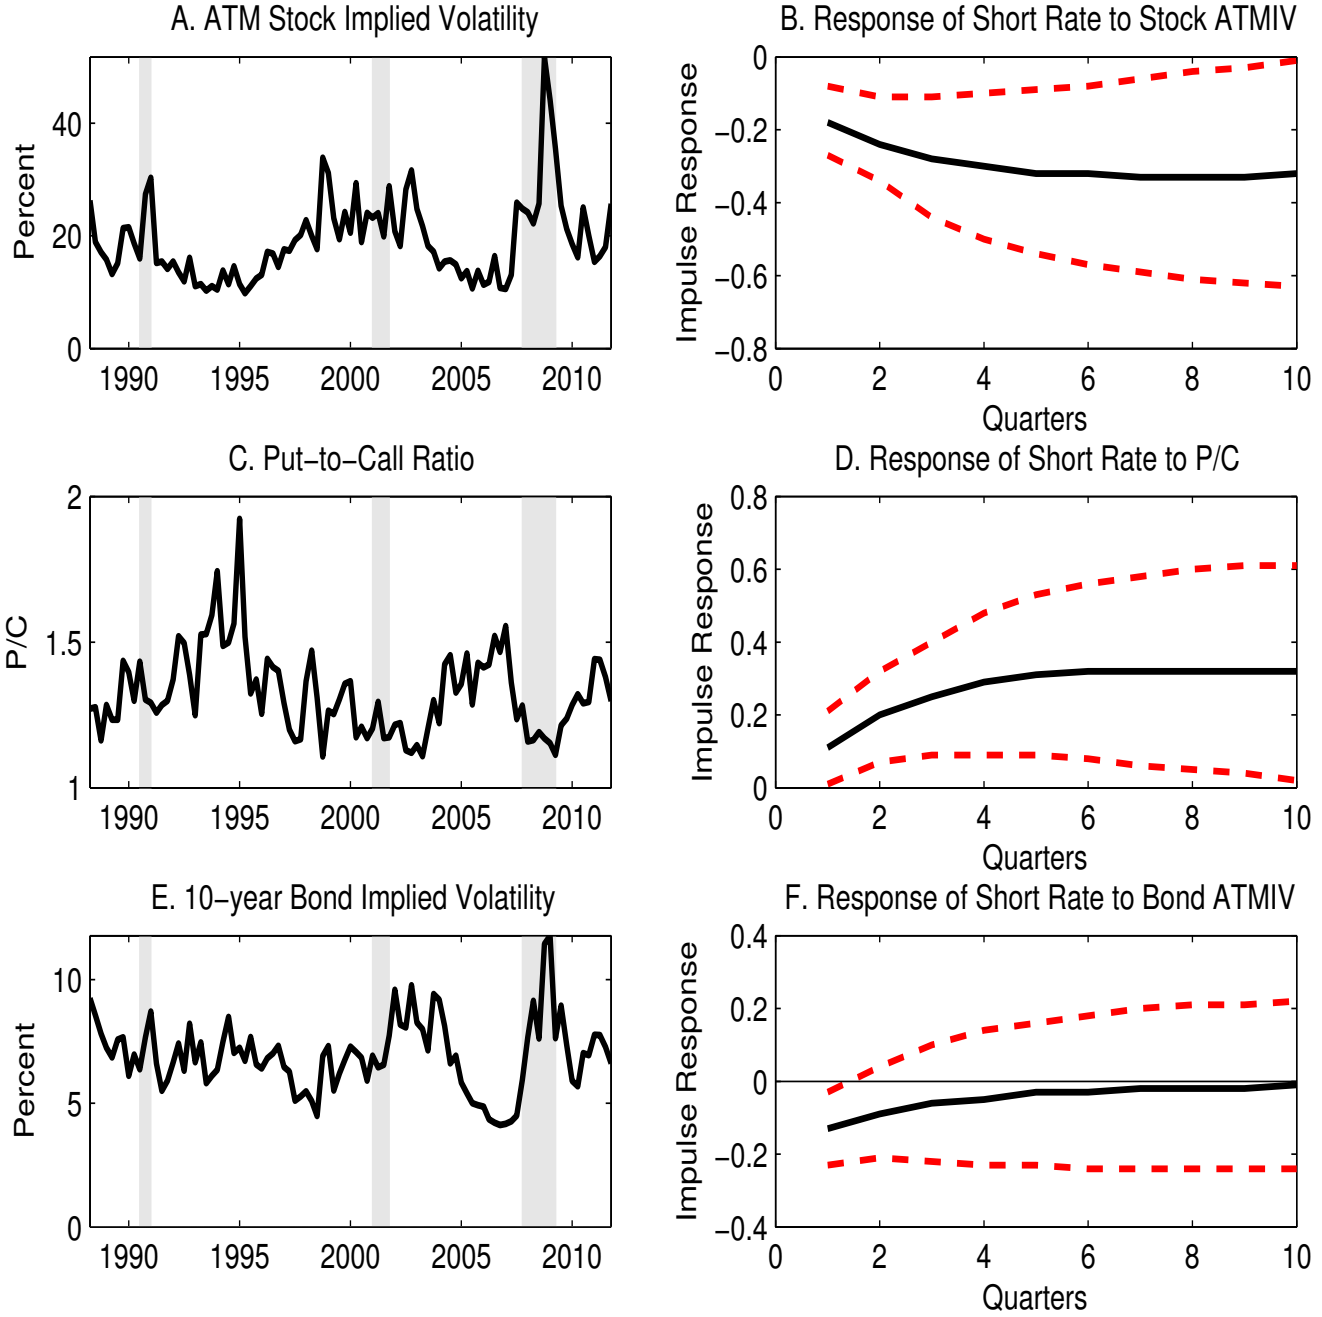 A. ATM Stock Implied Volatility
Percent
40
20
0
1990 1995 2000 2005 2010
B. Response of Short Rate to Stock ATMIV
Impulse Response
0
−0.2
−0.4
−0.6
−0.8
0 2 4 6 8 10
Quarters
C. Put−to−Call Ratio
P/C
2
1.5
1
1990 1995 2000 2005 2010
D. Response of Short Rate to P/C
Impulse Response
0.8
0.6
0.4
0.2
0
0 2 4 6 8 10
Quarters
E. 10−year Bond Implied Volatility
Percent
10
5
0
1990 1995 2000 2005 2010
F. Response of Short Rate to Bond ATMIV
Impulse Response
0.4
0.2
0
−0.2
−0.4
0 2 4 6 8 10
Quarters